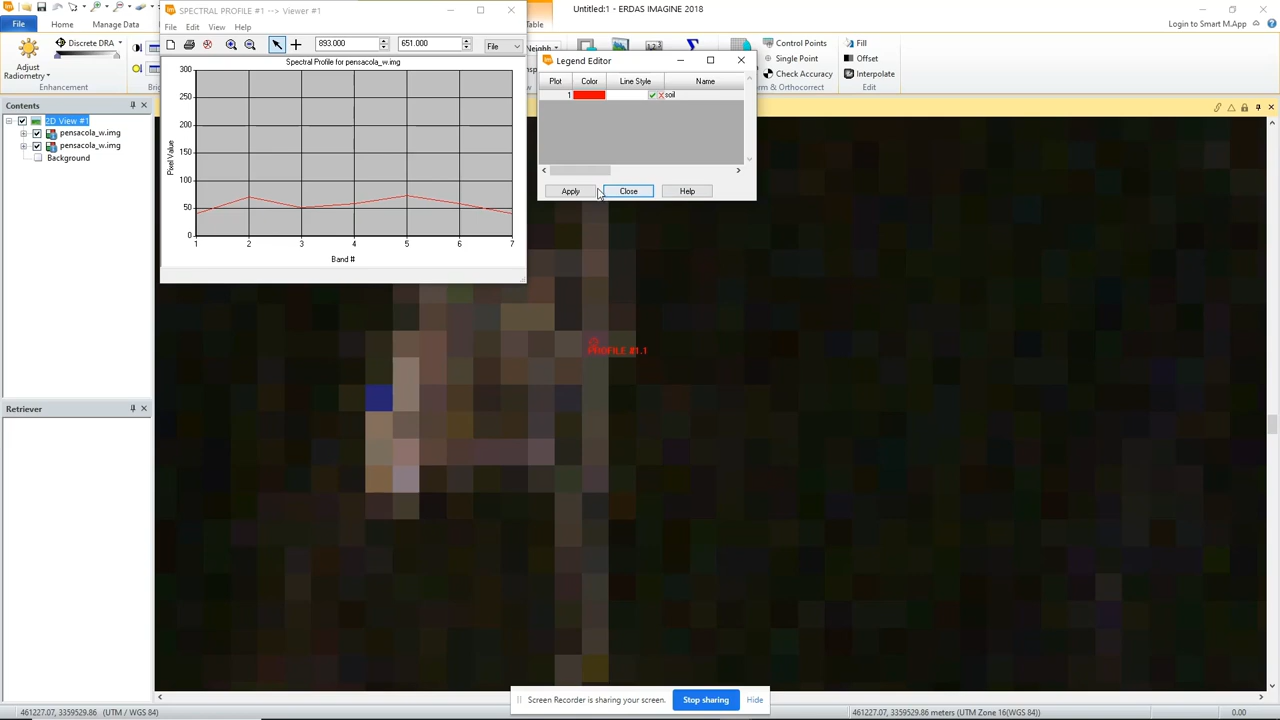 SPECTRAL PROFILE #1 --> Viewer #1
Untitled:1 - ERDAS IMAGINE 2018
Table
File
Home
Manage Data
Login to Smart M.App
File
Edit
View
Help
Adjust
Radiometry
Discrete DRA
Enhancement
893.000
651.000
File
Neighb
Control Points
Single Point
Check Accuracy
m & Orthocorrect
Fill
Offset
Interpolate
Edit
Contents
2D View #1
pensacola_w.img
pensacola_w.img
Background
Retriever
Spectral Profile for pensacola_w.img
Pixel Value
300
250
200
150
100
50
0
1 2 3 4 5 6 7
Band #
Legend Editor
Plot Color Line Style Name
1 soil
Apply Close Help
PROFILE #1.1
Screen Recorder is sharing your screen. Stop sharing Hide
461227.07, 3359529.86 (UTM / WGS 84)
461227.07, 3359529.86 meters (UTM Zone 16(WGS 84))
0.00